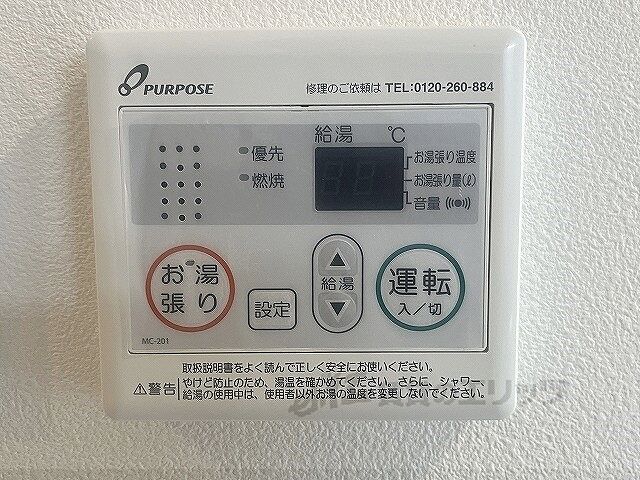 PURPOSE
修理のご依頼は TEL:0120-260-884
給湯 ℃
優先
燃焼
お湯張り温度
お湯張り量(ℓ)
音量
お湯
張り
設定
給湯
運転
入/切
MC-201
取扱説明書をよく読んで正しく安全にお使いください。
⚠警告
やけど防止のため、湯温を確かめてください。さらに、シャワー、
給湯の使用中は、使用者以外お湯の温度を変更しないでください。